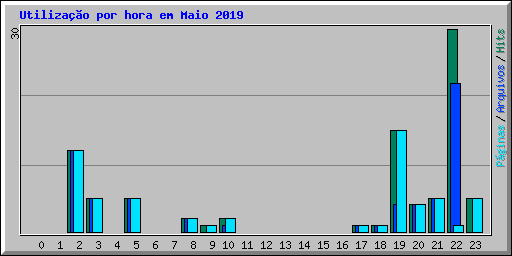 Utilização por hora em Maio 2019
30
Páginas / Arquivos / Hits
0 1 2 3 4 5 6 7 8 9 10 11 12 13 14 15 16 17 18 19 20 21 22 23